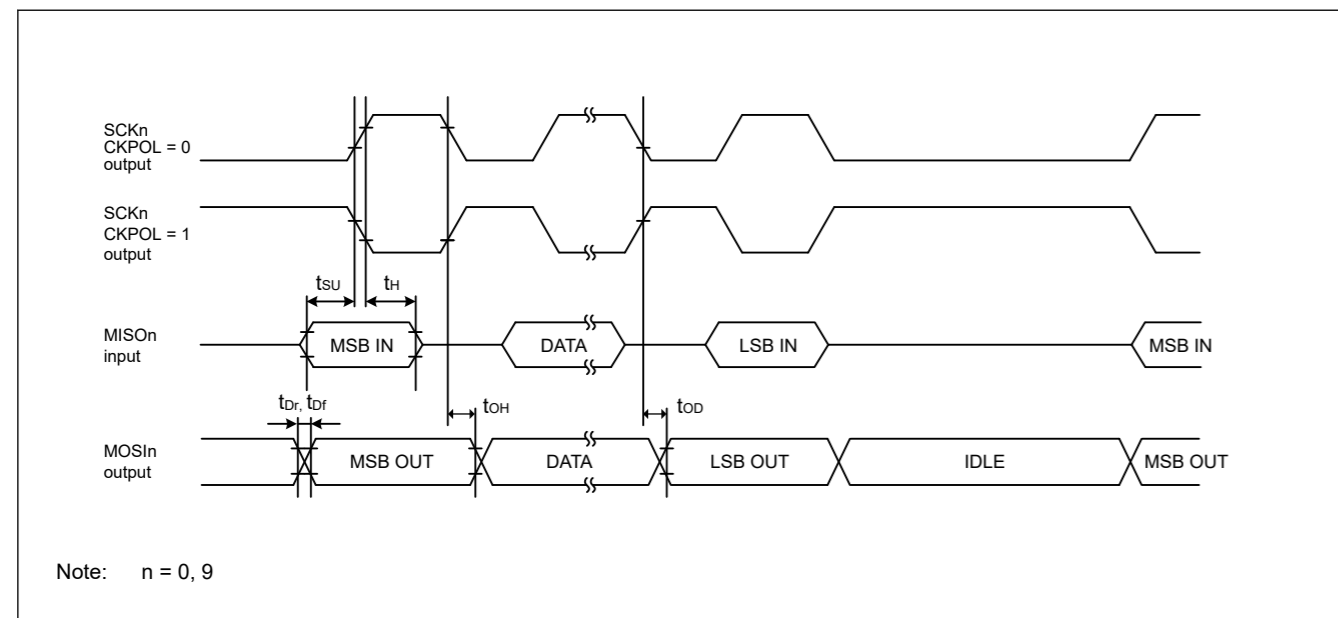 SCKn
CKPOL = 0
output
SCKn
CKPOL = 1
output
tSU
tH
MISOn
input
MSB IN
DATA
LSB IN
MSB IN
tDr, tDf
tOH
tOD
MOSIn
output
MSB OUT
DATA
LSB OUT
IDLE
MSB OUT
Note: n = 0, 9